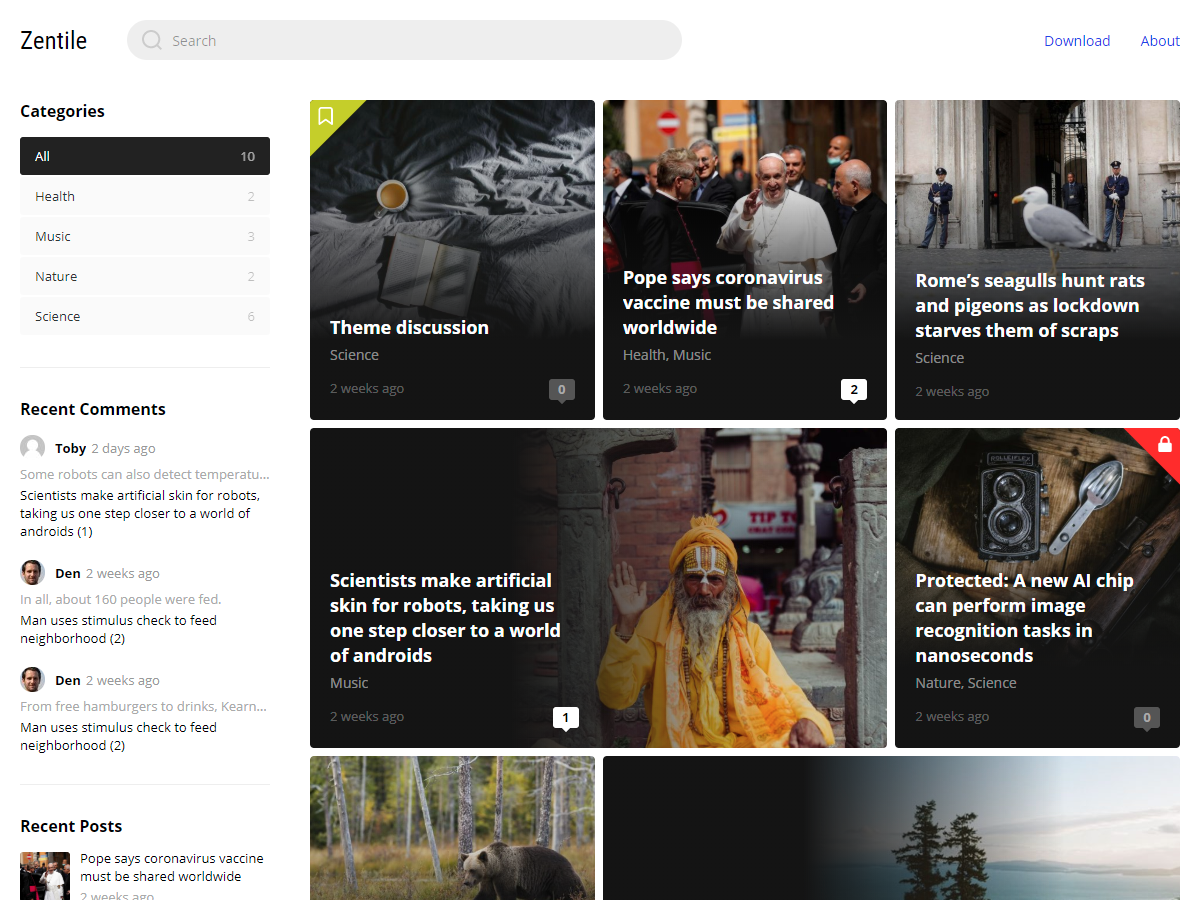 Zentile
Search
Download
About
Categories
All 10
Health 2
Music 3
Nature 2
Science 6
Recent Comments
Toby 2 days ago
Some robots can also detect temperatu...
Scientists make artificial skin for robots,
taking us one step closer to a world of
androids (1)
Den 2 weeks ago
In all, about 160 people were fed.
Man uses stimulus check to feed
neighborhood (2)
Den 2 weeks ago
From free hamburgers to drinks, Kearn...
Man uses stimulus check to feed
neighborhood (2)
Recent Posts
Pope says coronavirus vaccine
must be shared worldwide
2 weeks ago
Theme discussion
Science
2 weeks ago
0
Pope says coronavirus
vaccine must be shared
worldwide
Health, Music
2 weeks ago
2
Rome’s seagulls hunt rats
and pigeons as lockdown
starves them of scraps
Science
2 weeks ago
TIP T
Scientists make artificial
skin for robots, taking us
one step closer to a world
of androids
Music
2 weeks ago
1
ROLLEIFLEX
Protected: A new AI chip
can perform image
recognition tasks in
nanoseconds
Nature, Science
2 weeks ago
0